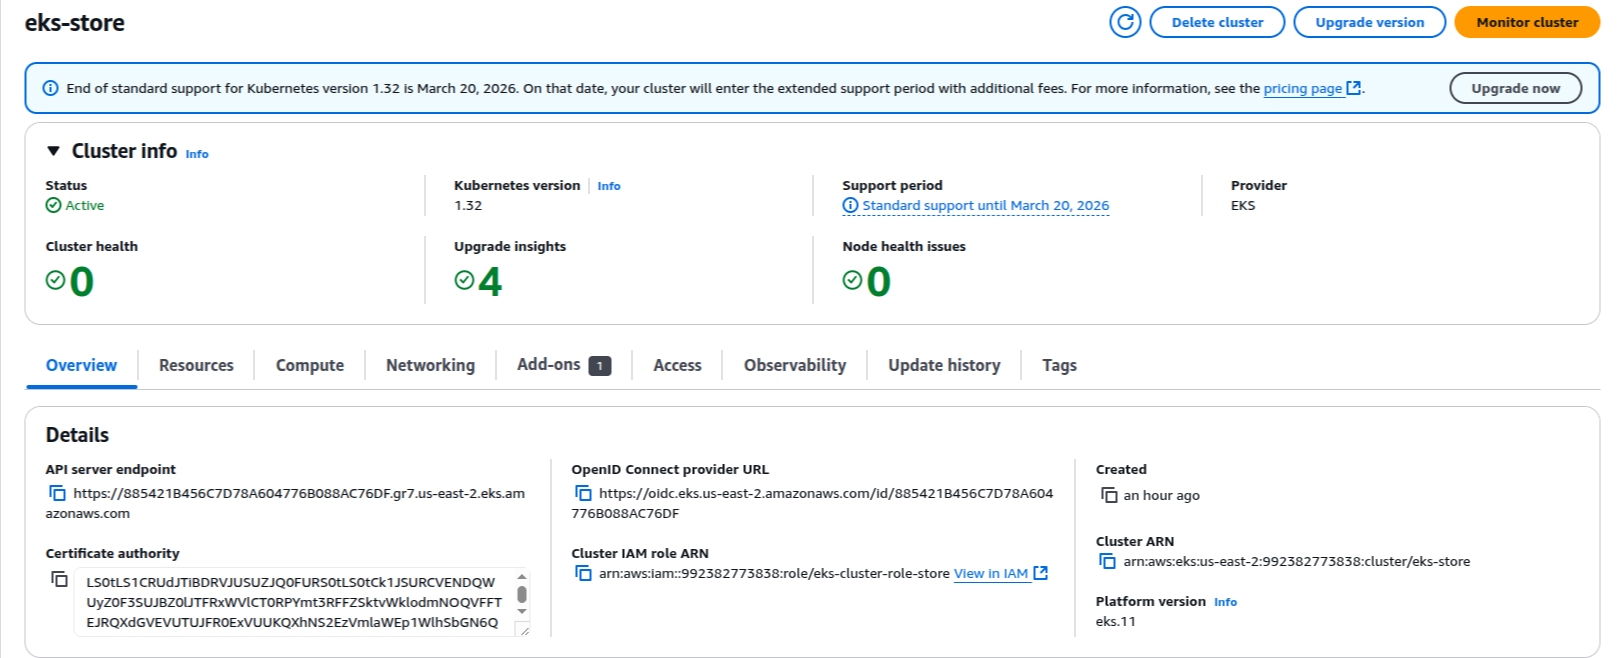 eks-store
Delete cluster
Upgrade version
Monitor cluster
End of standard support for Kubernetes version 1.32 is March 20, 2026. On that date, your cluster will enter the extended support period with additional fees. For more information, see the pricing page.
Upgrade now
Cluster info Info
Status
Active
Kubernetes version Info
1.32
Support period
Standard support until March 20, 2026
Provider
EKS
Cluster health
0
Upgrade insights
4
Node health issues
0
Overview
Resources
Compute
Networking
Add-ons 1
Access
Observability
Update history
Tags
Details
API server endpoint
https://885421B456C7D78A604776B088AC76DF.gr7.us-east-2.eks.am
azonaws.com
Certificate authority
LS0tLS1CRUdJTiBDRVJUSUZJQ0FURS0tLS0tCk1JSURCVENDQW
UyZ0F3SUJBZ0lJTFRxWVlCT0RPYmt3RFFZSktvWklodmNOQVFFT
EJRQXdGVEVUTUJFR0ExVUUKQXhNS2EzVmlaWEp1WlhSbGN6Q
OpenID Connect provider URL
https://oidc.eks.us-east-2.amazonaws.com/id/885421B456C7D78A604
776B088AC76DF
Cluster IAM role ARN
arn:aws:iam::992382773838:role/eks-cluster-role-store View in IAM
Created
an hour ago
Cluster ARN
arn:aws:eks:us-east-2:992382773838:cluster/eks-store
Platform version Info
eks.11